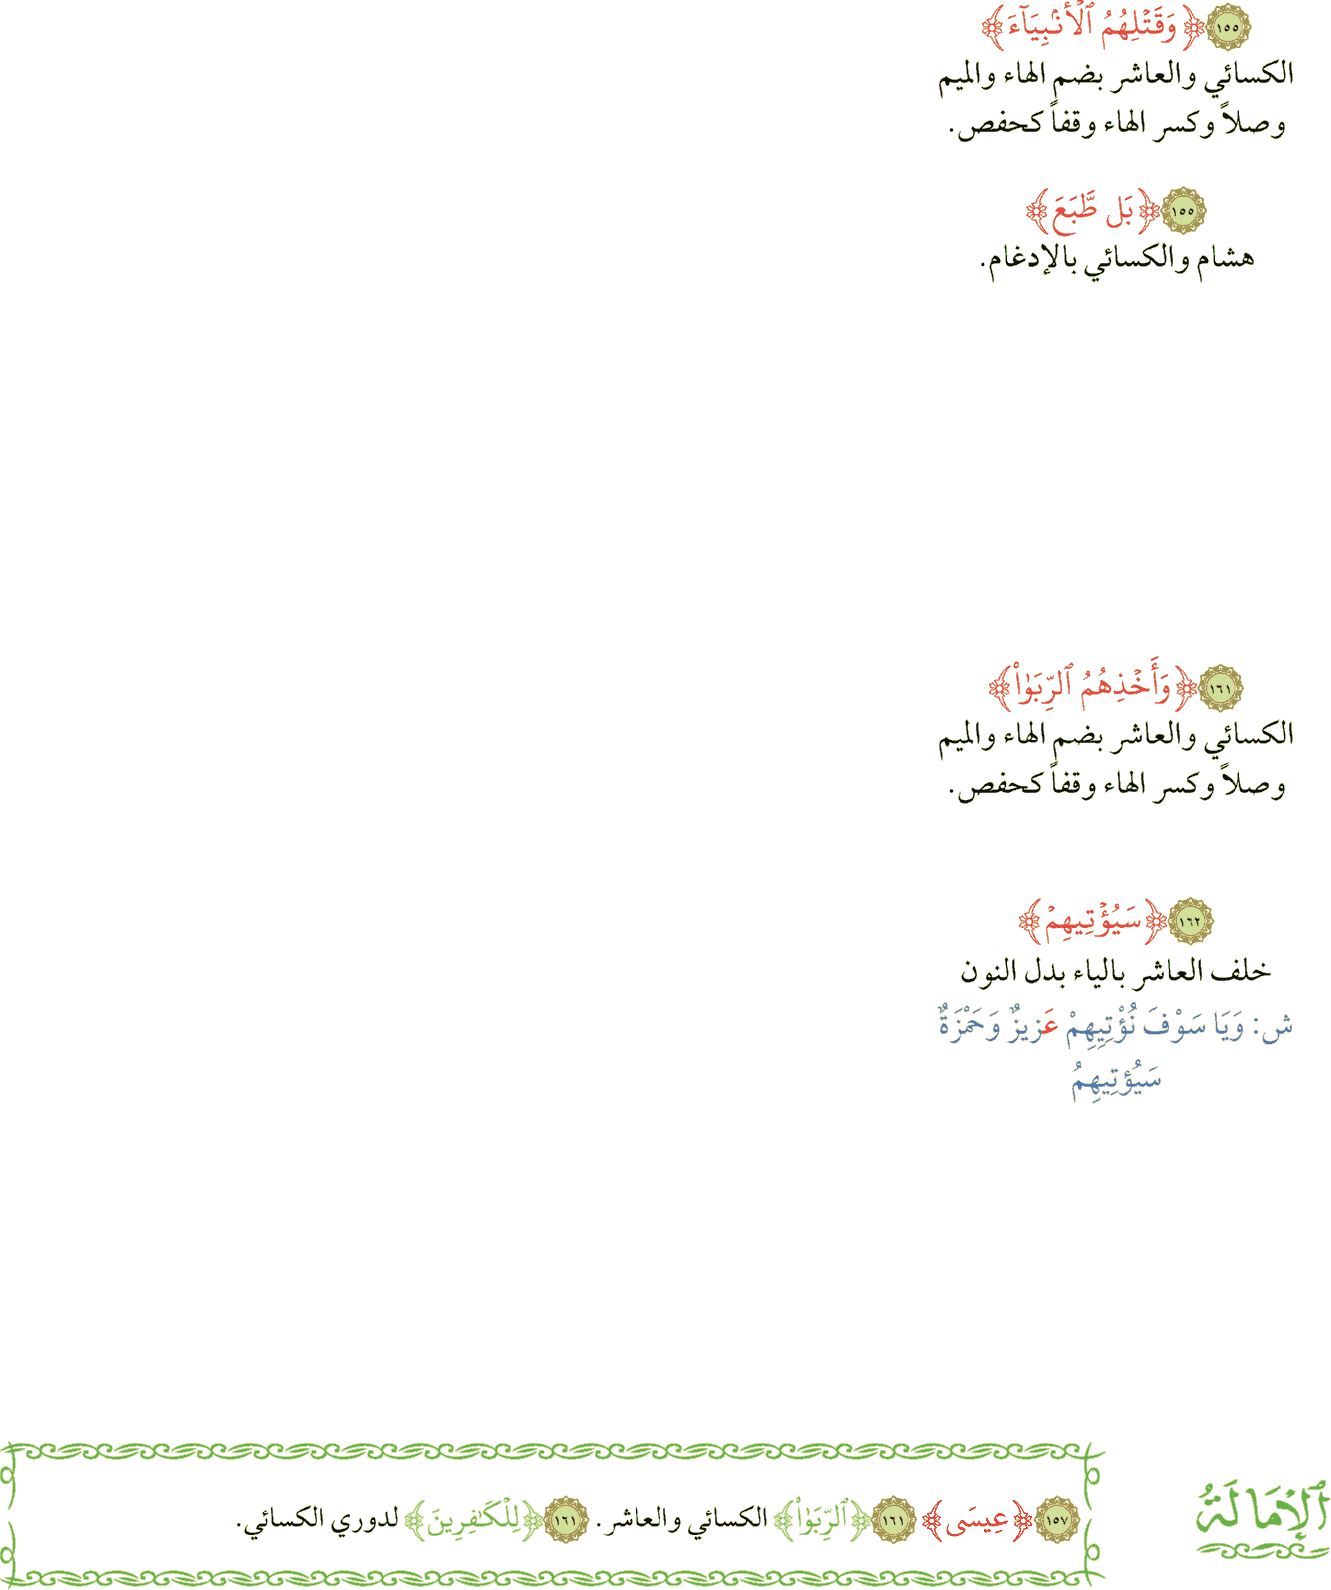 ١٥٥ ﴿وَقَتْلِهُمُ ٱلْأَنۢبِيَآءَ﴾
الكسائي والعاشر بضم الهاء والميم
وصلاً وكسر الهاء وقفاً كحفص.
١٥٥ ﴿بَل طَّبَعَ﴾
هشام والكسائي بالإدغام.
١٦١ ﴿وَأَخْذِهُمُ ٱلرِّبَوٰا۟﴾
الكسائي والعاشر بضم الهاء والميم
وصلاً وكسر الهاء وقفاً كحفص.
١٦٢ ﴿سَيُؤْتِيهِمْ﴾
خلف العاشر بالياء بدل النون
ش: وَيَا سَوْفَ نُؤْتِيهِمْ عَزِيزٌ وَحَمْزَةٌ
سَيُؤْتِيهِمُ
ٱلْإِمَالَةُ
١٥٧ ﴿عِيسَى﴾ ١٦١ ﴿ٱلرِّبَوٰا۟﴾ الكسائي والعاشر. ١٦١ ﴿لِلْكَٰفِرِينَ﴾ لدوري الكسائي.